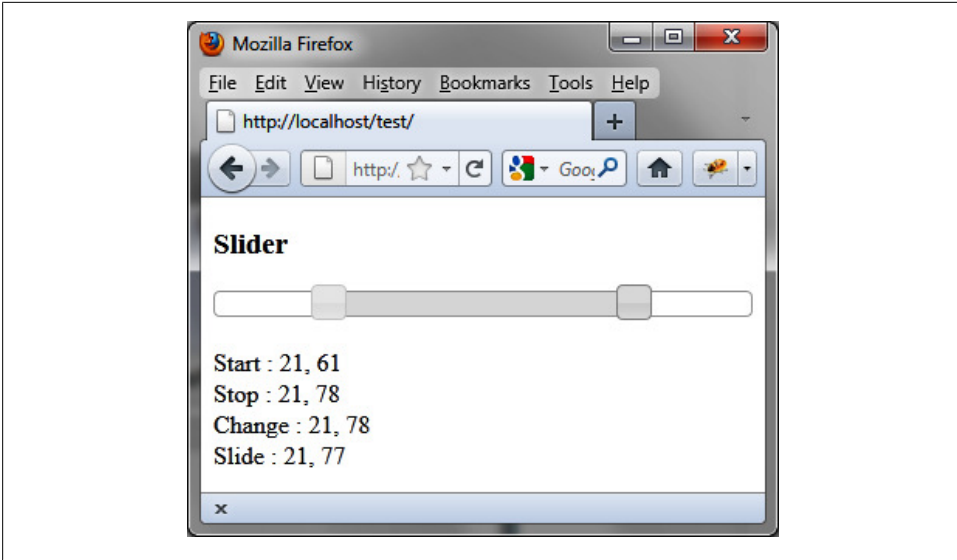 Mozilla Firefox
File Edit View History Bookmarks Tools Help
http://localhost/test/
http:/. Goo
Slider
Start : 21, 61
Stop : 21, 78
Change : 21, 78
Slide : 21, 77
x